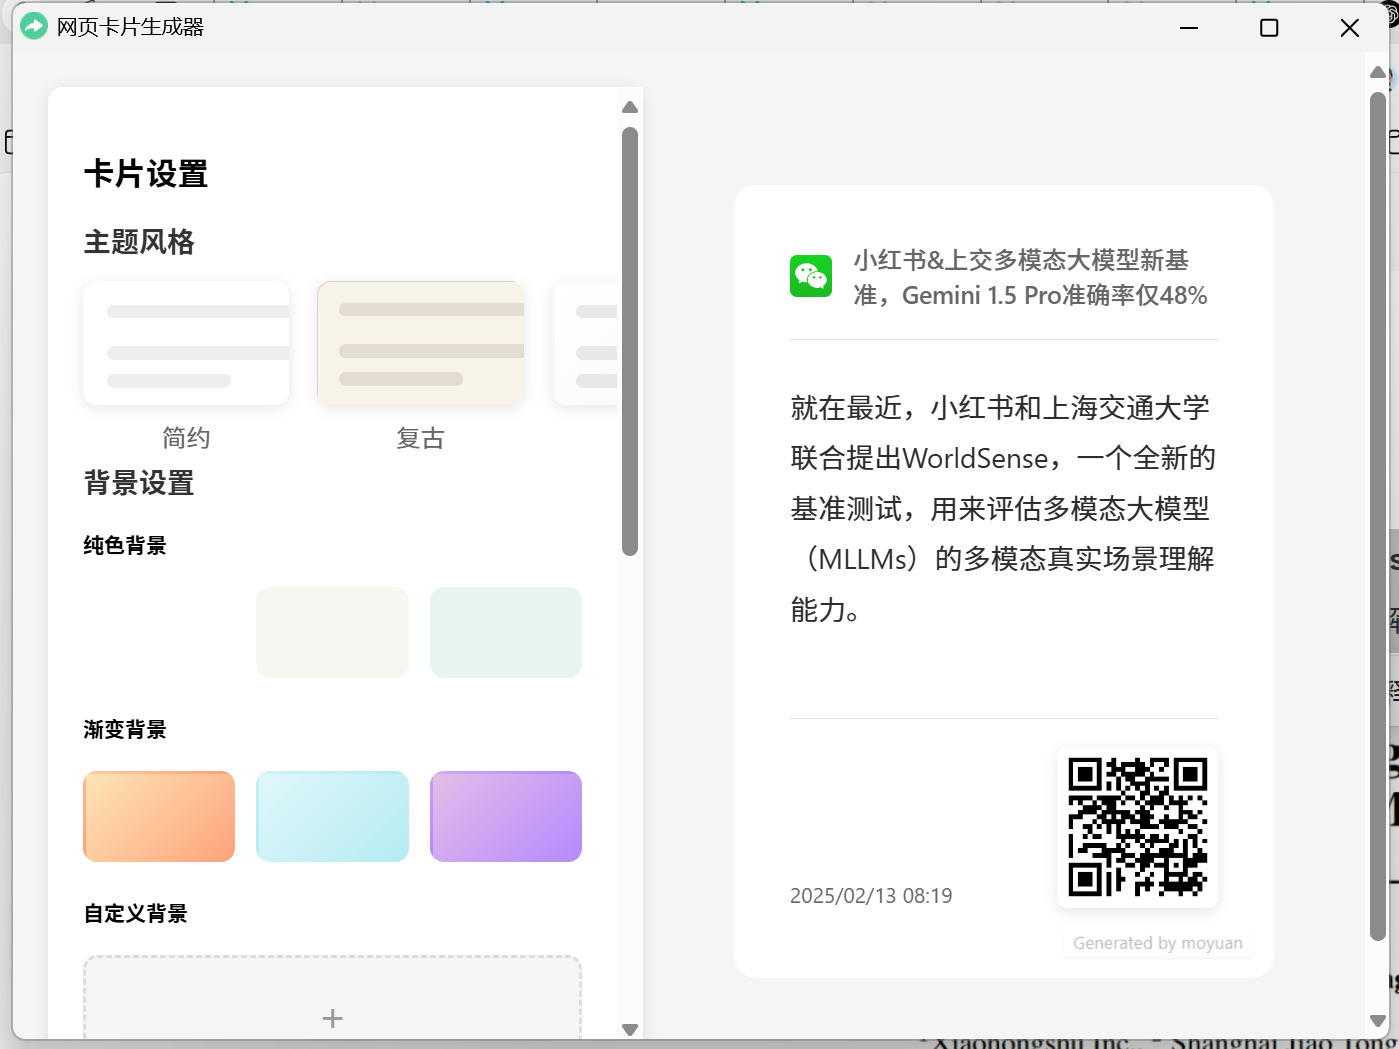 网页卡片生成器
卡片设置
主题风格
简约
复古
背景设置
纯色背景
渐变背景
自定义背景
+
小红书&上交多模态大模型新基
准，Gemini 1.5 Pro准确率仅48%
就在最近，小红书和上海交通大学
联合提出WorldSense，一个全新的
基准测试，用来评估多模态大模型
（MLLMs）的多模态真实场景理解
能力。
2025/02/13 08:19
Generated by moyuan
Xiaohongshu Inc., Shanghai Jiao Tong